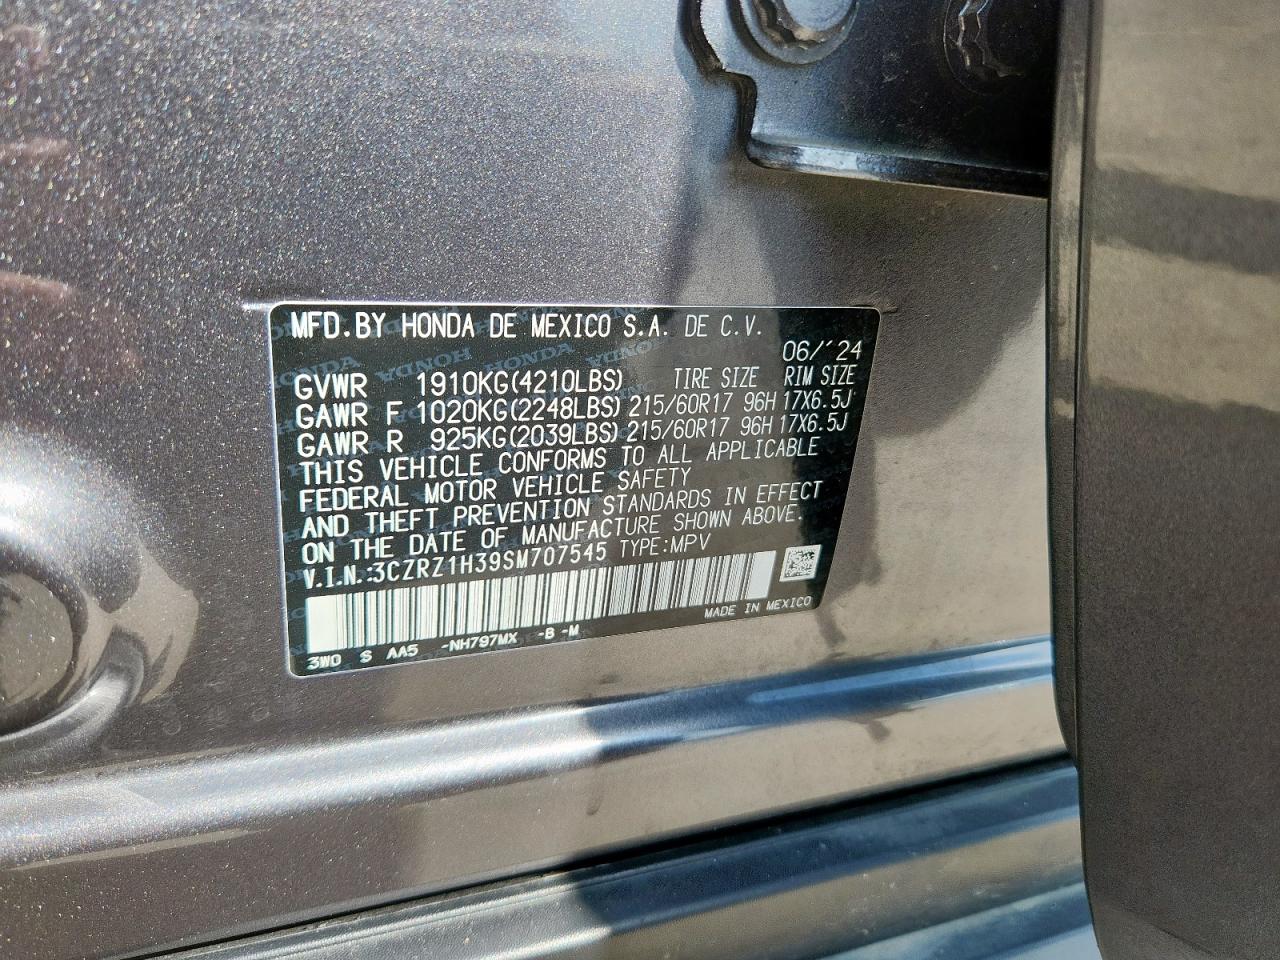 MFD.BY HONDA DE MEXICO S.A. DE C.V.
06/´24
GVWR 1910KG(4210LBS) TIRE SIZE RIM SIZE
GAWR F 1020KG(2248LBS) 215/60R17 96H 17X6.5J
GAWR R 925KG(2039LBS) 215/60R17 96H 17X6.5J
THIS VEHICLE CONFORMS TO ALL APPLICABLE
FEDERAL MOTOR VEHICLE SAFETY
AND THEFT PREVENTION STANDARDS IN EFFECT
ON THE DATE OF MANUFACTURE SHOWN ABOVE.
V.I.N.:3CZRZ1H39SM707545 TYPE:MPV
MADE IN MEXICO
3W0 S AA5 -NH797MX -B -M